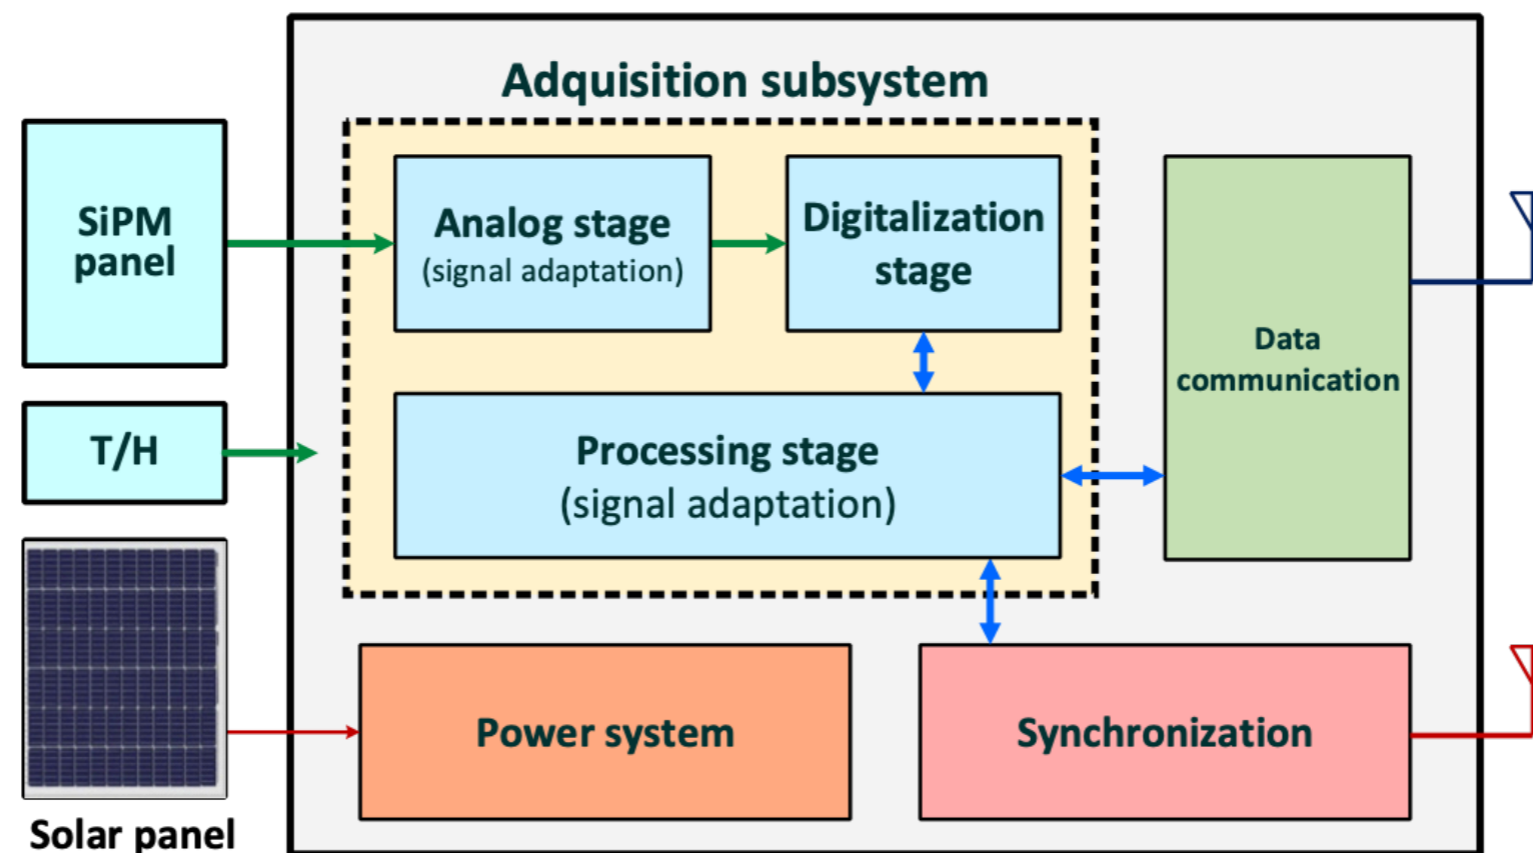 Adquisition subsystem
SiPM
panel
Analog stage
(signal adaptation)
Digitalization
stage
Data
communication
T/H
Processing stage
(signal adaptation)
Power system
Synchronization
Solar panel